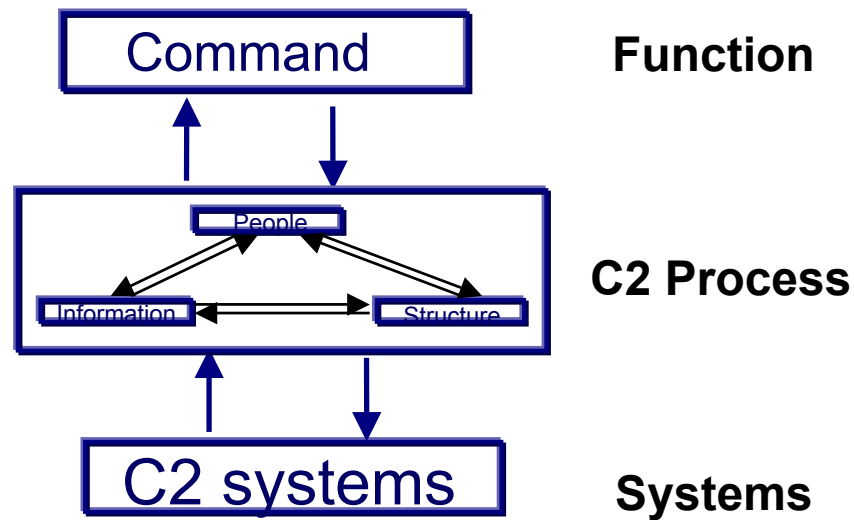 Command
Function
People
C2 Process
Information
Structure
C2 systems
Systems